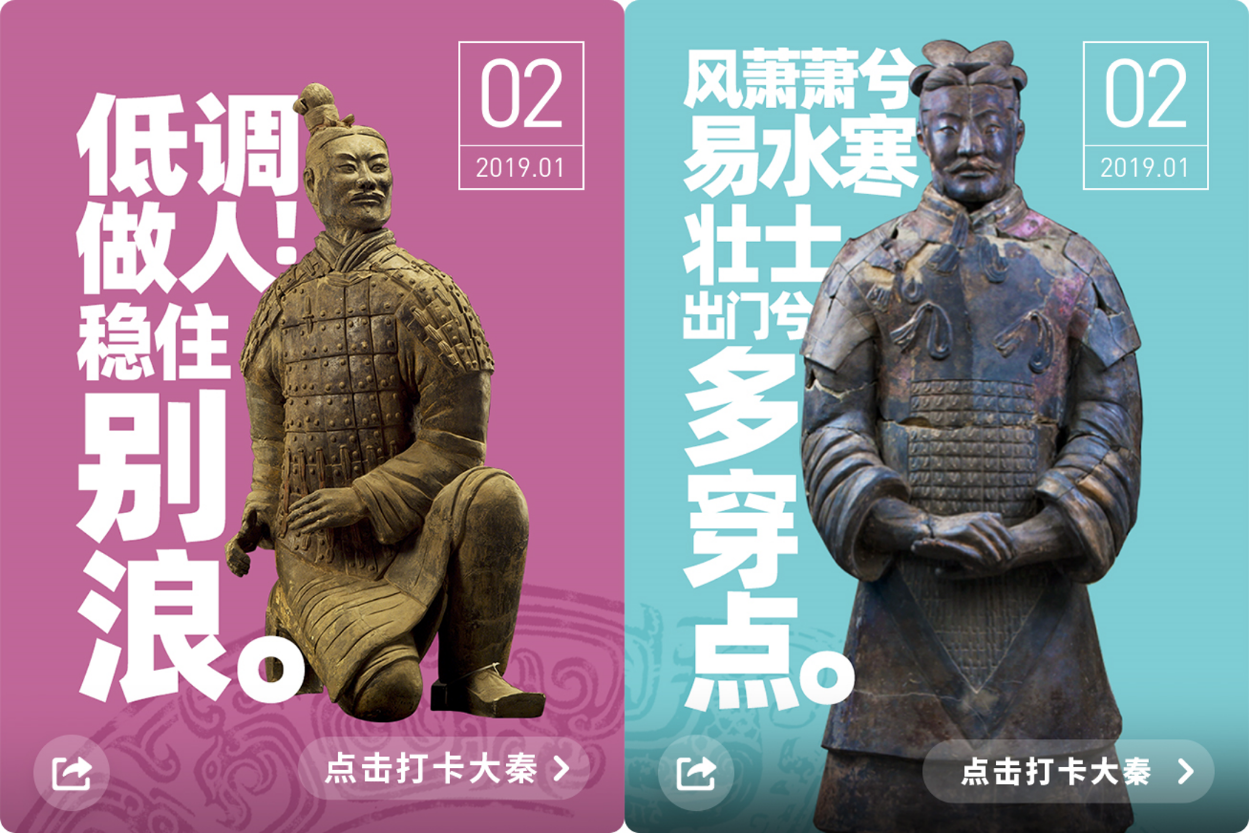 低调
做人!
稳住
别
浪。
02
2019.01
点击打卡大秦
风萧萧兮
易水寒
壮士
出门兮
多
穿
点。
02
2019.01
点击打卡大秦